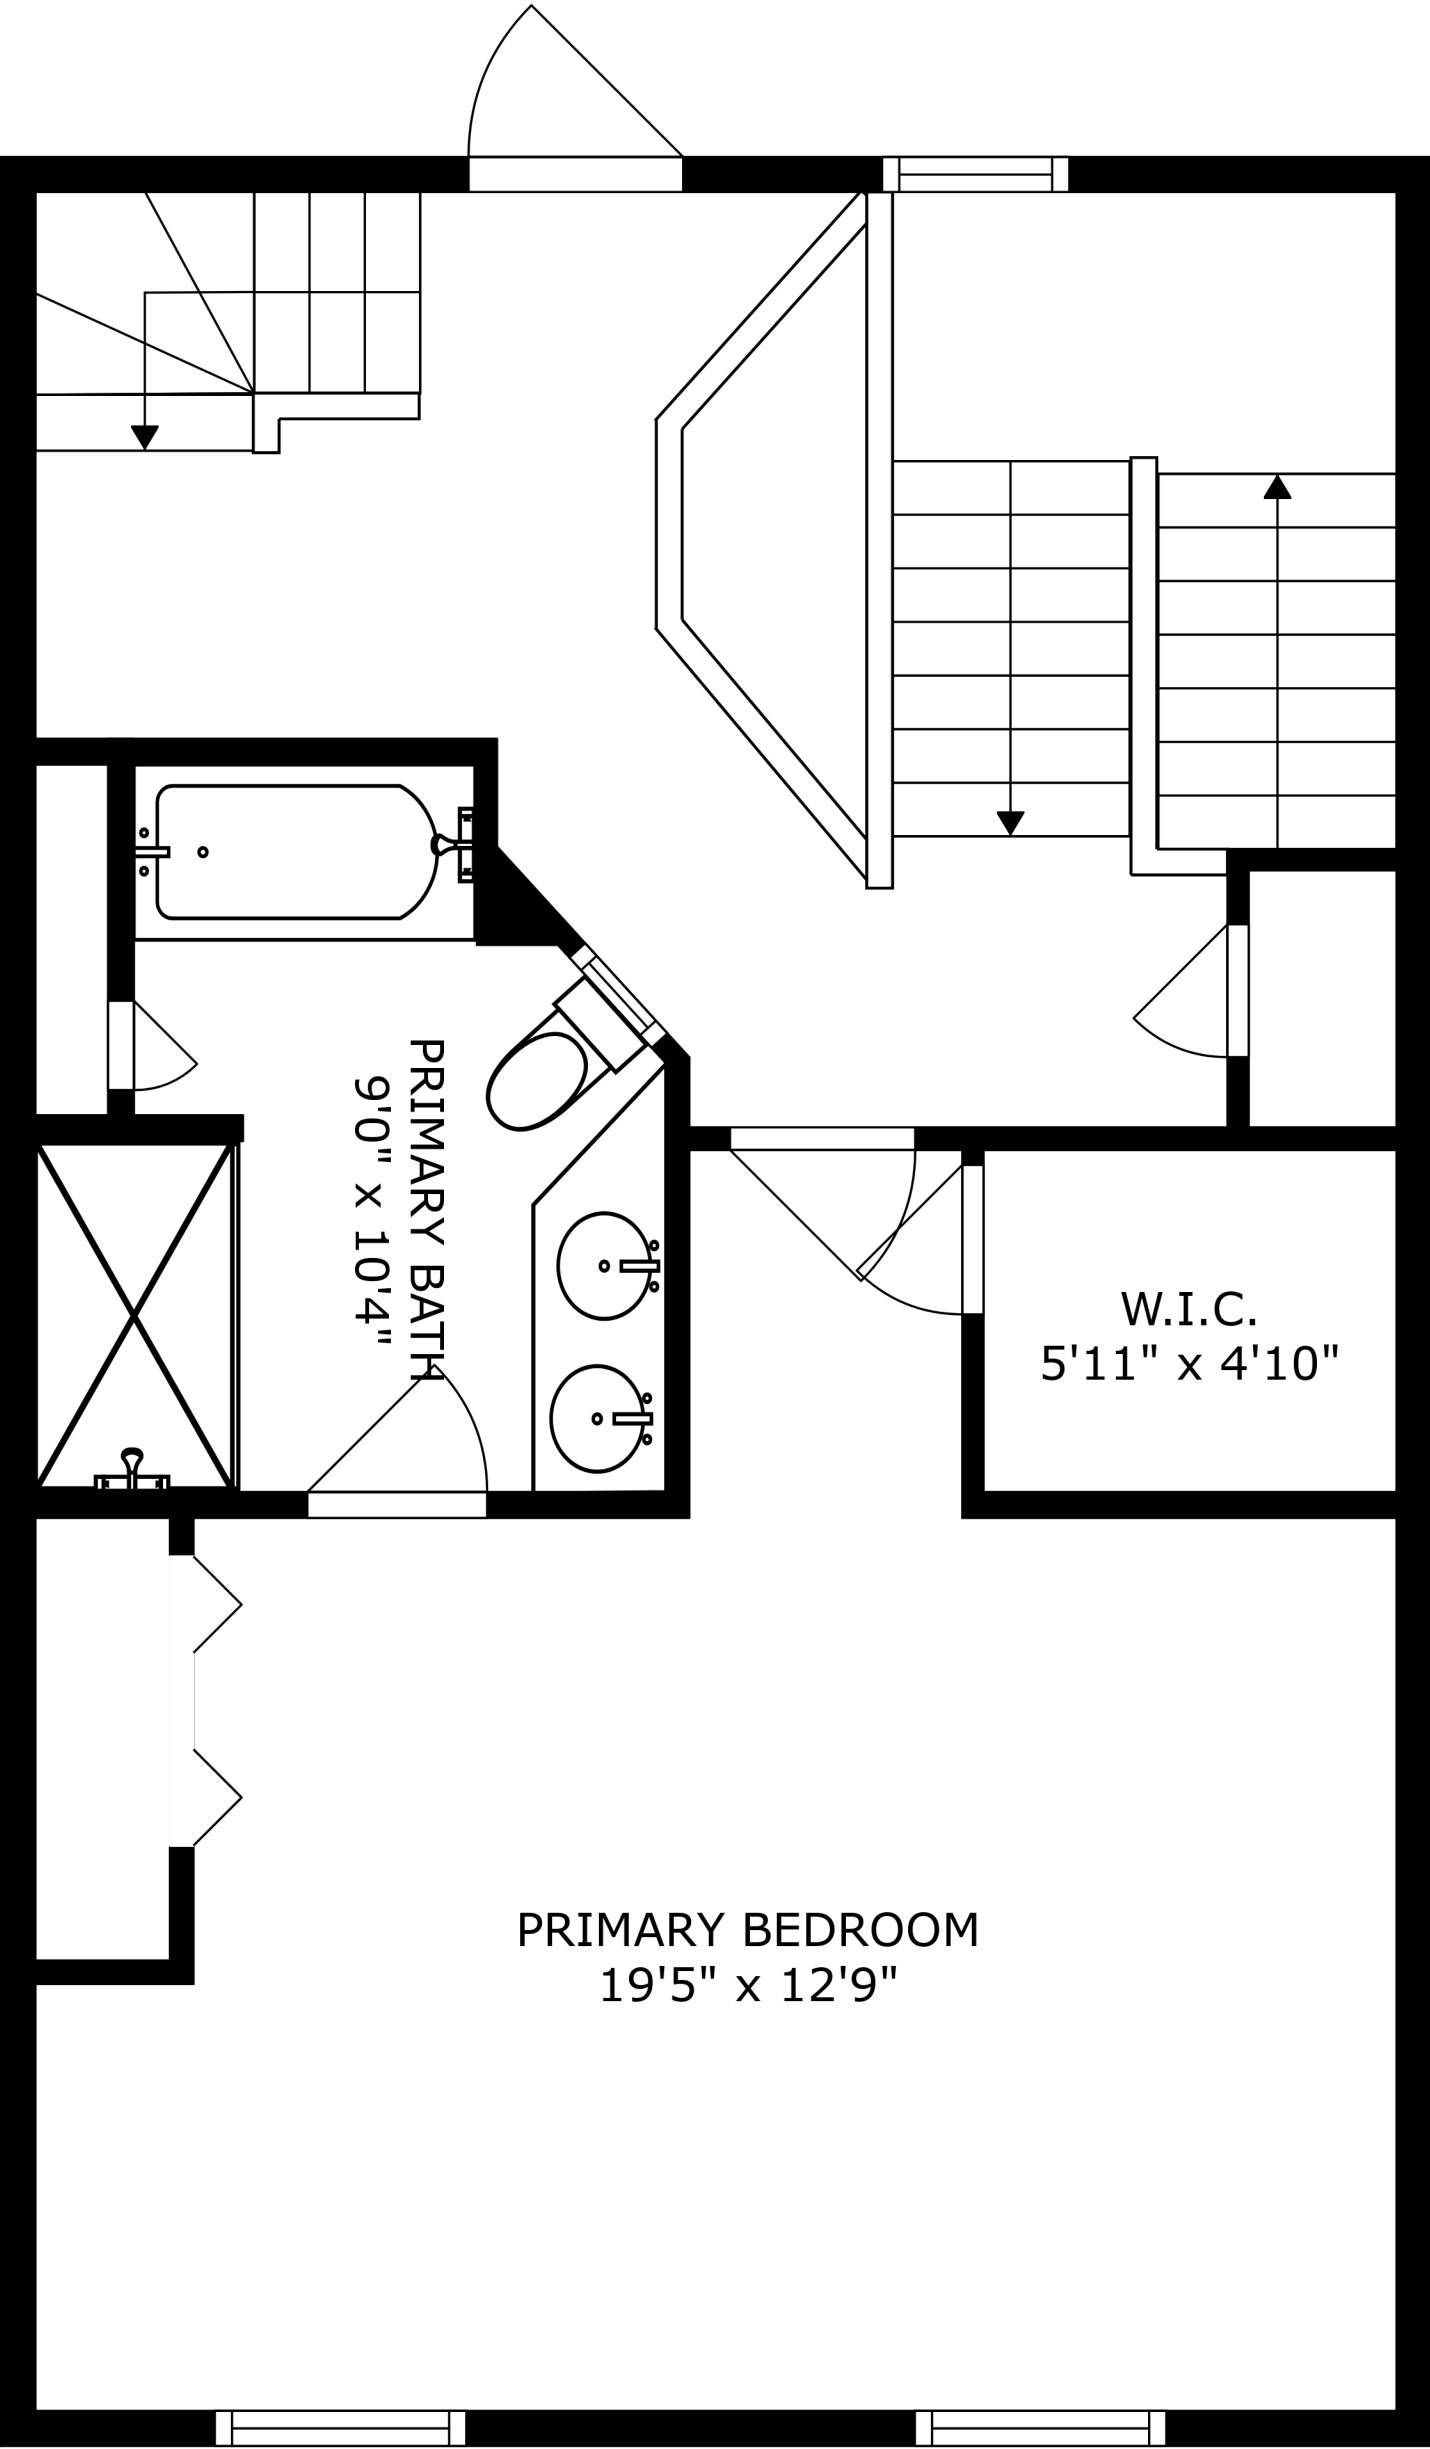 PRIMARY BATH
9'0" x 10'4"
W.I.C.
5'11" x 4'10"
PRIMARY BEDROOM
19'5" x 12'9"